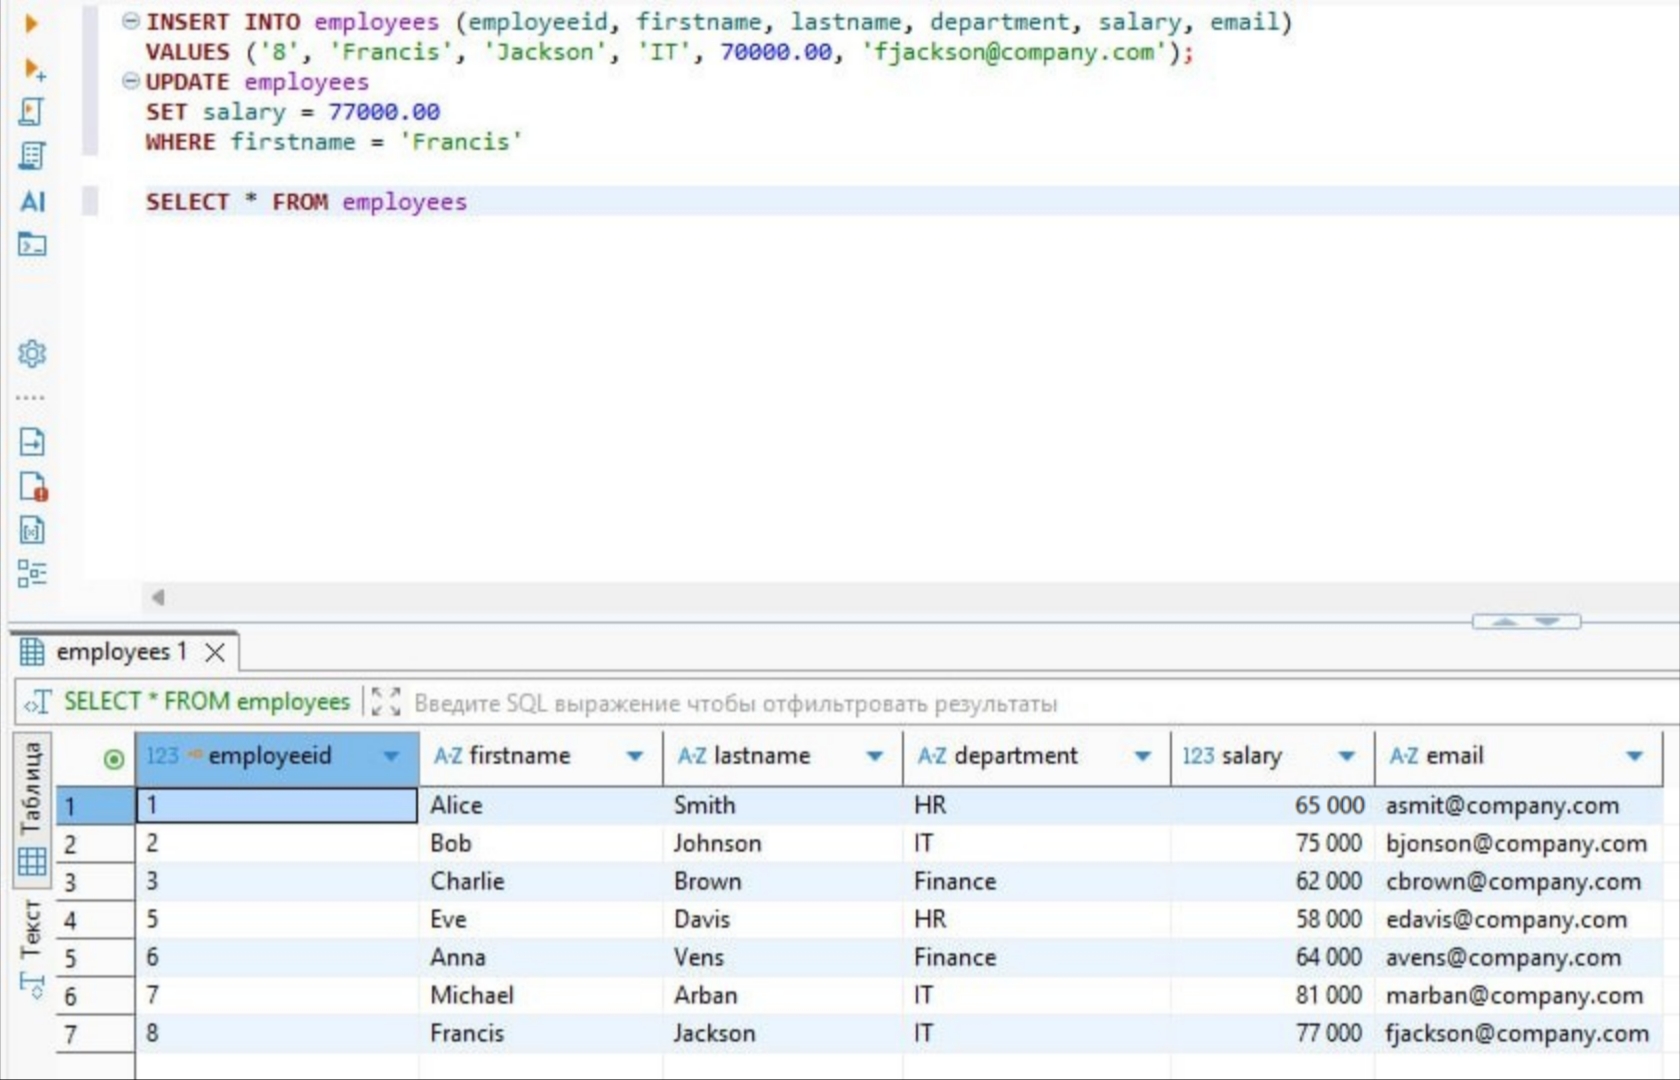 INSERT INTO employees (employeeid, firstname, lastname, department, salary, email)
VALUES ('8', 'Francis', 'Jackson', 'IT', 70000.00, 'fjackson@company.com');
UPDATE employees
SET salary = 77000.00
WHERE firstname = 'Francis'
SELECT * FROM employees
AI
employees 1
SELECT * FROM employees Введите SQL выражение чтобы отфильтровать результаты
Таблица
Текст
123 employeeid A-Z firstname A-Z lastname A-Z department 123 salary A-Z email
1 1 Alice Smith HR 65 000 asmit@company.com
2 2 Bob Johnson IT 75 000 bjonson@company.com
3 3 Charlie Brown Finance 62 000 cbrown@company.com
4 5 Eve Davis HR 58 000 edavis@company.com
5 6 Anna Vens Finance 64 000 avens@company.com
6 7 Michael Arban IT 81 000 marban@company.com
7 8 Francis Jackson IT 77 000 fjackson@company.com